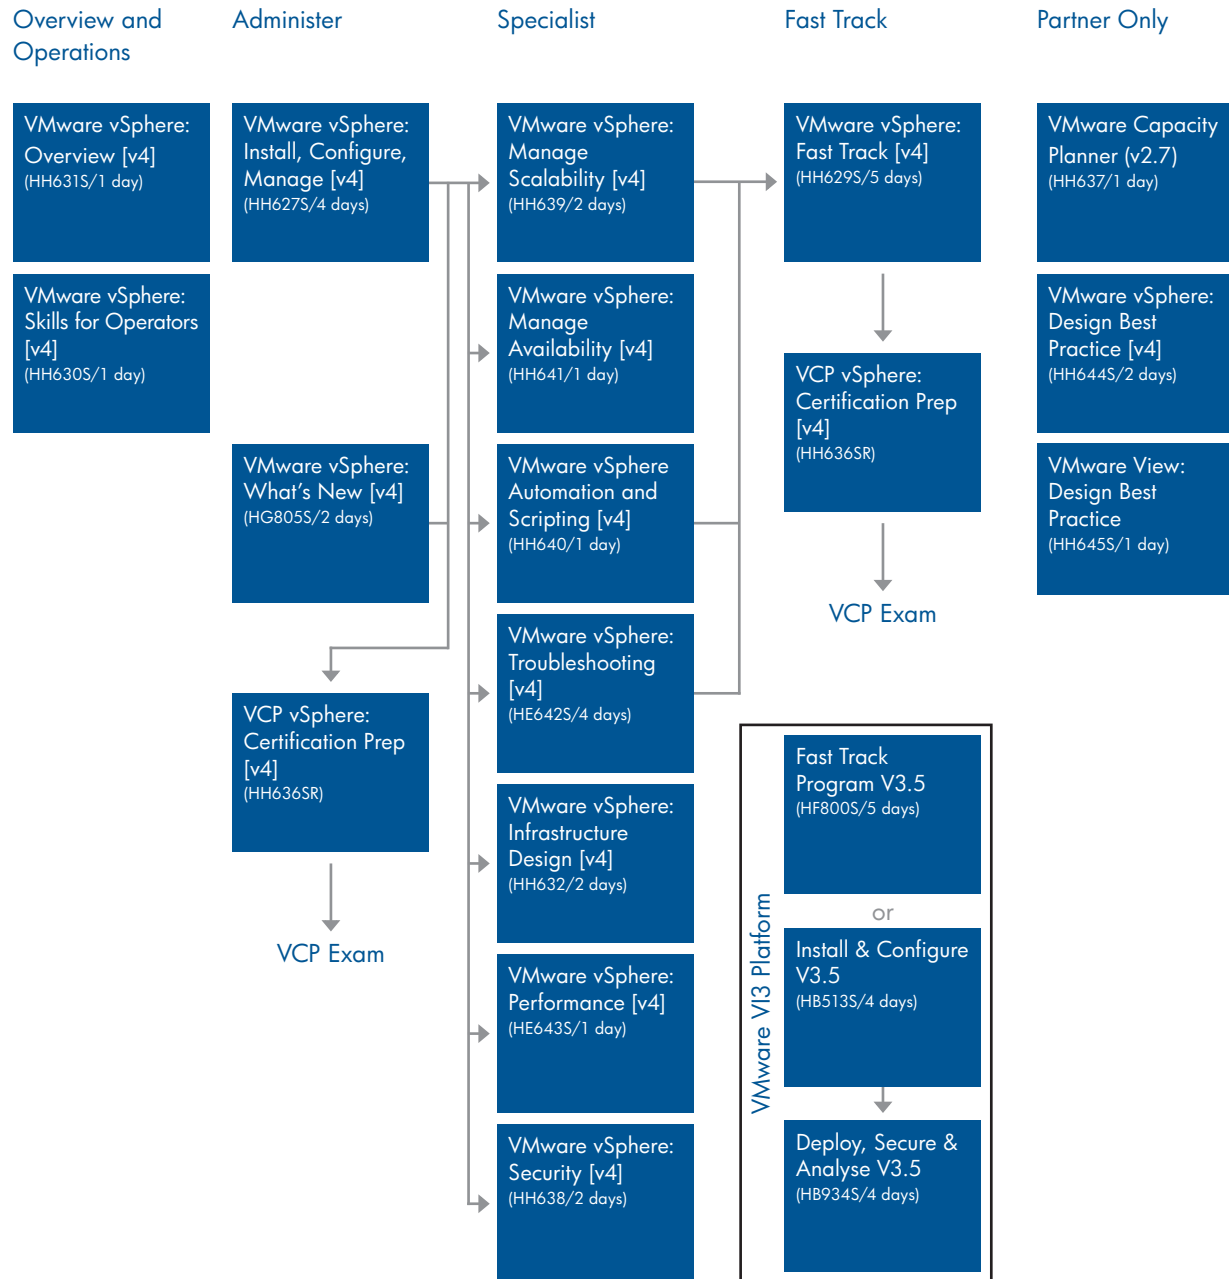 Overview and
Operations
Administer
Specialist
Fast Track
Partner Only
VMware vSphere:
Overview [v4]
(HH631S/1 day)
VMware vSphere:
Skills for Operators
[v4]
(HH630S/1 day)
VMware vSphere:
Install, Configure,
Manage [v4]
(HH627S/4 days)
VMware vSphere:
What's New [v4]
(HG805S/2 days)
VCP vSphere:
Certification Prep
[v4]
(HH636SR)
VCP Exam
VMware vSphere:
Manage
Scalability [v4]
(HH639/2 days)
VMware vSphere:
Manage
Availability [v4]
(HH641/1 day)
VMware vSphere
Automation and
Scripting [v4]
(HH640/1 day)
VMware vSphere:
Troubleshooting
[v4]
(HE642S/4 days)
VMware vSphere:
Infrastructure
Design [v4]
(HH632/2 days)
VMware vSphere:
Performance [v4]
(HE643S/1 day)
VMware vSphere:
Security [v4]
(HH638/2 days)
VMware vSphere:
Fast Track [v4]
(HH629S/5 days)
VCP vSphere:
Certification Prep
[v4]
(HH636SR)
VCP Exam
VMware VI3 Platform
Fast Track
Program V3.5
(HF800S/5 days)
or
Install & Configure
V3.5
(HB513S/4 days)
Deploy, Secure &
Analyse V3.5
(HB934S/4 days)
VMware Capacity
Planner (v2.7)
(HH637/1 day)
VMware vSphere:
Design Best
Practice [v4]
(HH644S/2 days)
VMware View:
Design Best
Practice
(HH645S/1 day)